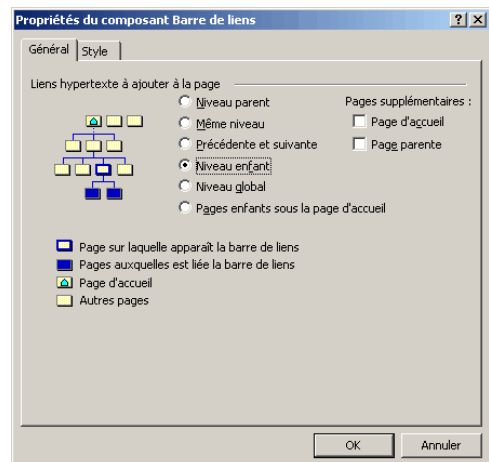 Propriétés du composant Barre de liens
Général
Style
Liens hypertexte à ajouter à la page
Niveau parent
Même niveau
Précédente et suivante
Niveau enfant
Niveau global
Pages enfants sous la page d'accueil
Pages supplémentaires :
Page d'accueil
Page parente
Page sur laquelle apparaît la barre de liens
Pages auxquelles est liée la barre de liens
Page d'accueil
Autres pages
OK
Annuler